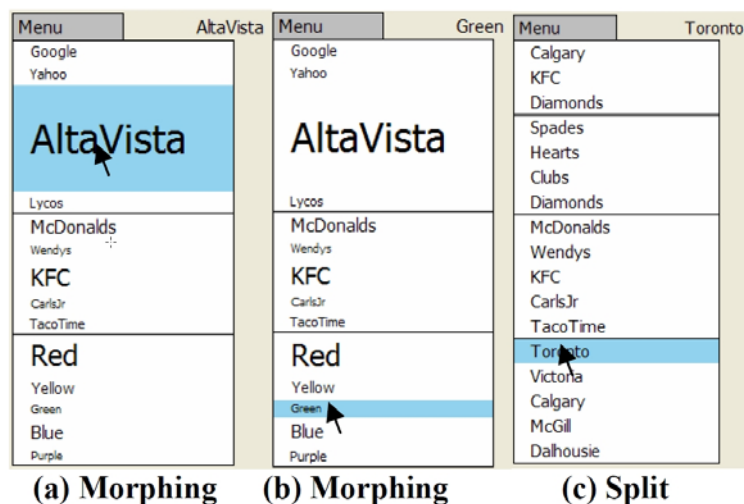 Menu AltaVista
Google
Yahoo
AltaVista
Lycos
McDonalds
Wendys
KFC
CarlsJr
TacoTime
Red
Yellow
Green
Blue
Purple
(a) Morphing
Menu Green
Google
Yahoo
AltaVista
Lycos
McDonalds
Wendys
KFC
CarlsJr
TacoTime
Red
Yellow
Green
Blue
Purple
(b) Morphing
Menu Toronto
Calgary
KFC
Diamonds
Spades
Hearts
Clubs
Diamonds
McDonalds
Wendys
KFC
CarlsJr
TacoTime
Toronto
Victoria
Calgary
McGill
Dalhousie
(c) Split